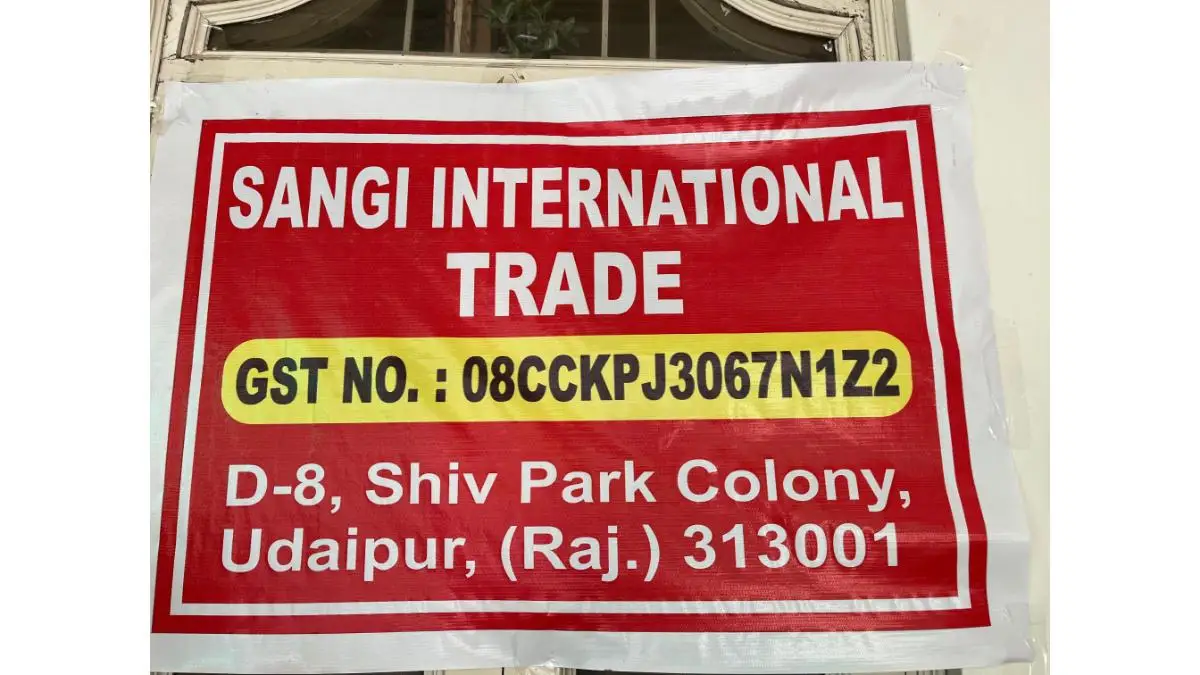 SANGI INTERNATIONAL
TRADE
GST NO. : 08CCKPJ3067N1Z2
D-8, Shiv Park Colony,
Udaipur, (Raj.) 313001